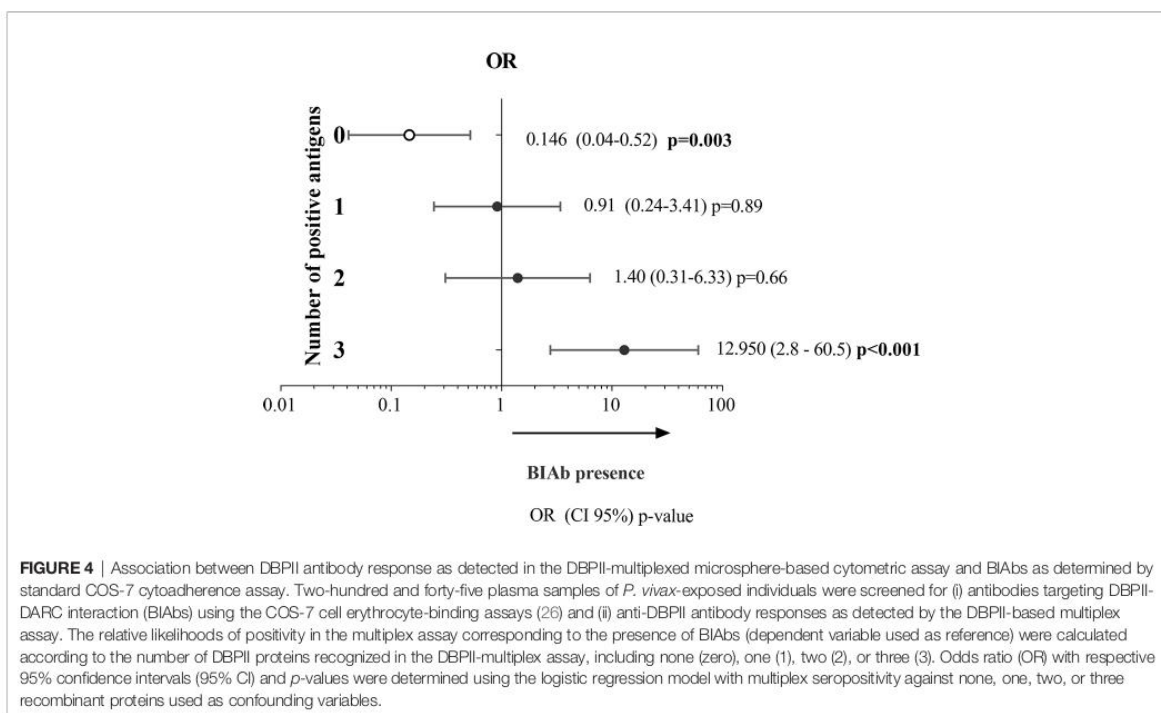 OR
Number of positive antigens
0
0.146 (0.04-0.52) p=0.003
1
0.91 (0.24-3.41) p=0.89
2
1.40 (0.31-6.33) p=0.66
3
12.950 (2.8 - 60.5) p<0.001
0.01 0.1 1 10 100
BIAb presence
OR (CI 95%) p-value
FIGURE 4 | Association between DBPII antibody response as detected in the DBPII-multiplexed microsphere-based cytometric assay and BIAbs as determined by
standard COS-7 cytoadherence assay. Two-hundred and forty-five plasma samples of P. vivax-exposed individuals were screened for (i) antibodies targeting DBPII-
DARC interaction (BIAbs) using the COS-7 cell erythrocyte-binding assays (26) and (ii) anti-DBPII antibody responses as detected by the DBPII-based multiplex
assay. The relative likelihoods of positivity in the multiplex assay corresponding to the presence of BIAbs (dependent variable used as reference) were calculated
according to the number of DBPII proteins recognized in the DBPII-multiplex assay, including none (zero), one (1), two (2), or three (3). Odds ratio (OR) with respective
95% confidence intervals (95% CI) and p-values were determined using the logistic regression model with multiplex seropositivity against none, one, two, or three
recombinant proteins used as confounding variables.